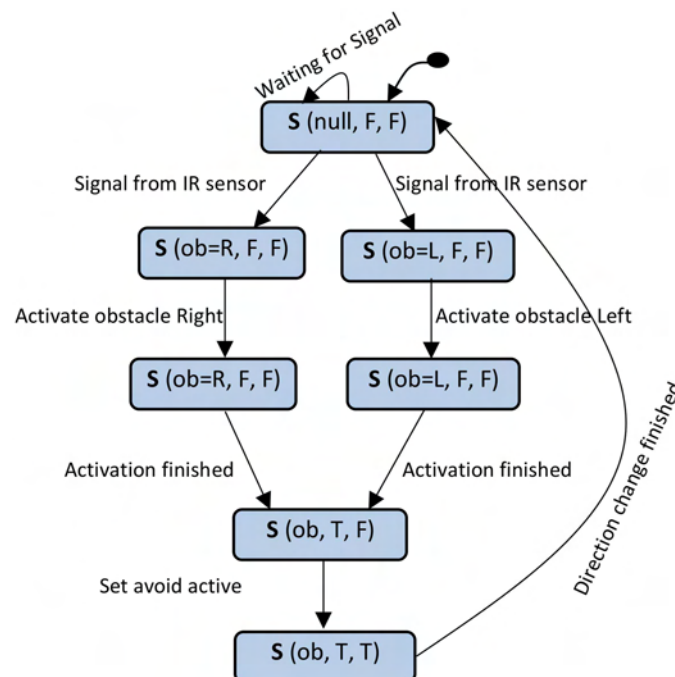 Waiting for Signal
S (null, F, F)
Signal from IR sensor
Signal from IR sensor
S (ob=R, F, F)
S (ob=L, F, F)
Activate obstacle Right
Activate obstacle Left
S (ob=R, F, F)
S (ob=L, F, F)
Activation finished
Activation finished
S (ob, T, F)
Set avoid active
S (ob, T, T)
Direction change finished